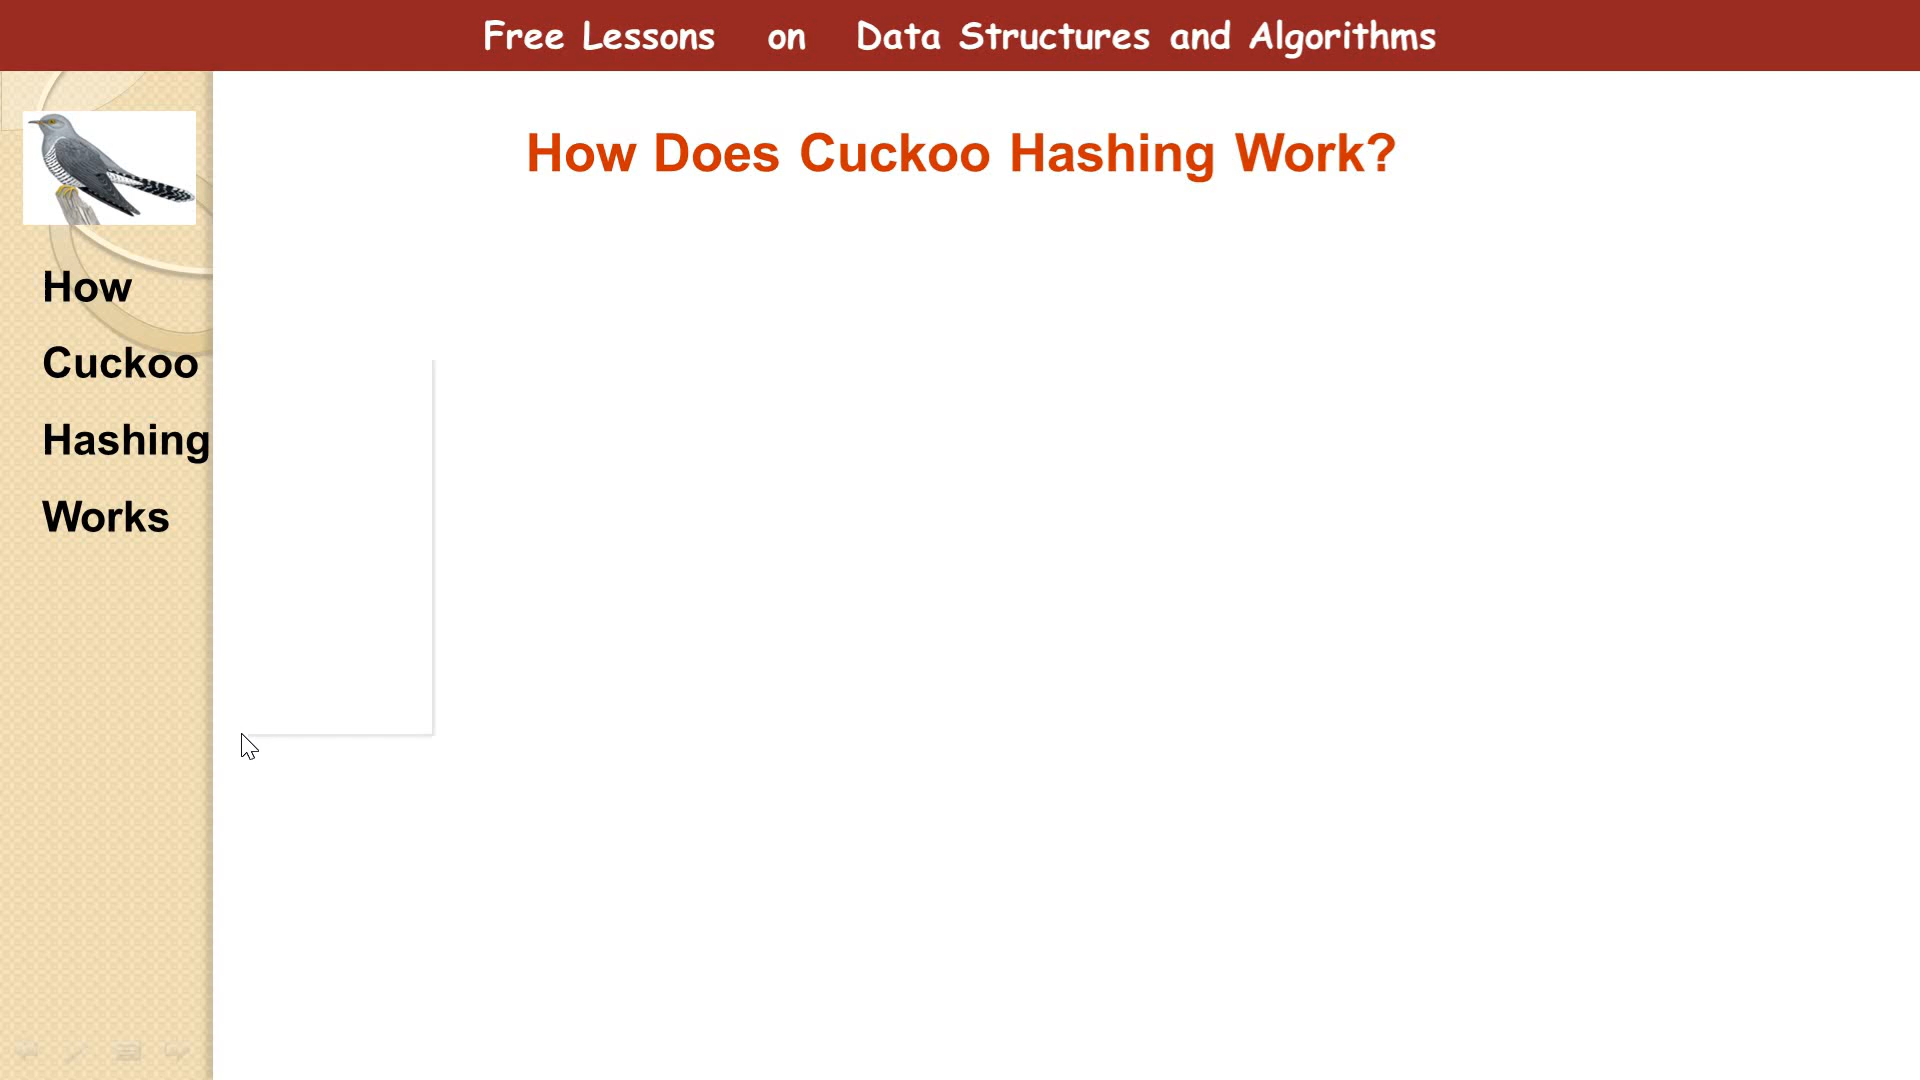 Free Lessons on Data Structures and Algorithms
How Does Cuckoo Hashing Work?
How
Cuckoo
Hashing
Works